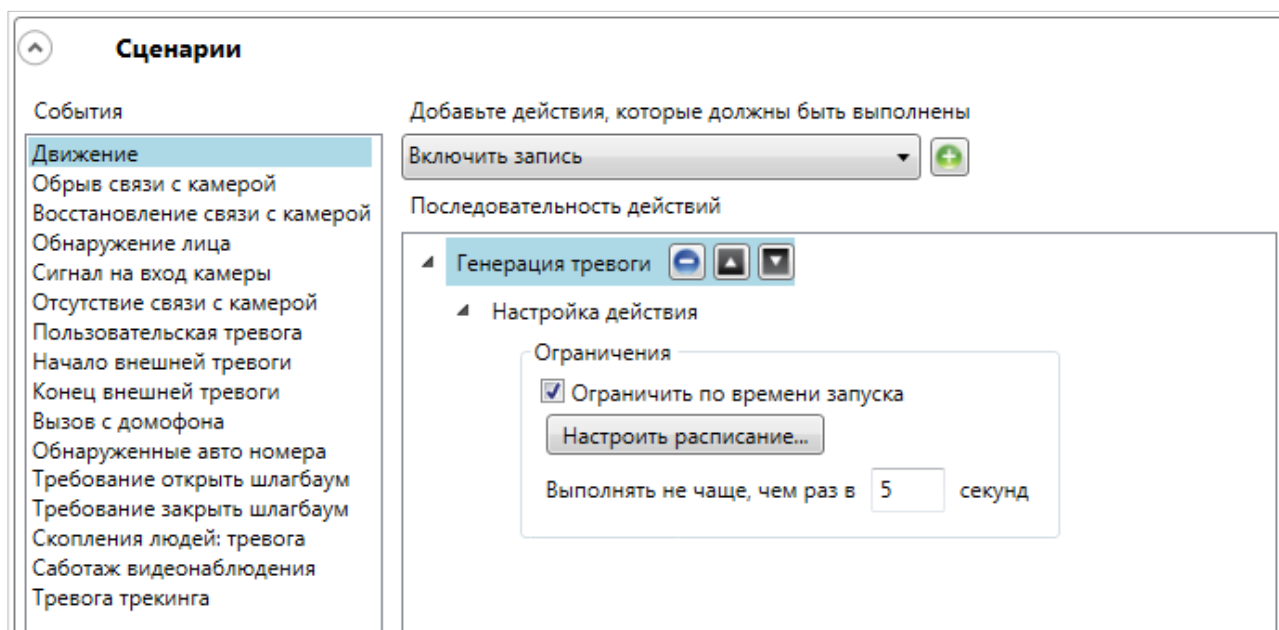 Сценарии
События
Движение
Обрыв связи с камерой
Восстановление связи с камерой
Обнаружение лица
Сигнал на вход камеры
Отсутствие связи с камерой
Пользовательская тревога
Начало внешней тревоги
Конец внешней тревоги
Вызов с домофона
Обнаруженные авто номера
Требование открыть шлагбаум
Требование закрыть шлагбаум
Скопления людей: тревога
Саботаж видеонаблюдения
Тревога трекинга
Добавьте действия, которые должны быть выполнены
Включить запись
Последовательность действий
Генерация тревоги
Настройка действия
Ограничения
Ограничить по времени запуска
Настроить расписание...
Выполнять не чаще, чем раз в 5 секунд